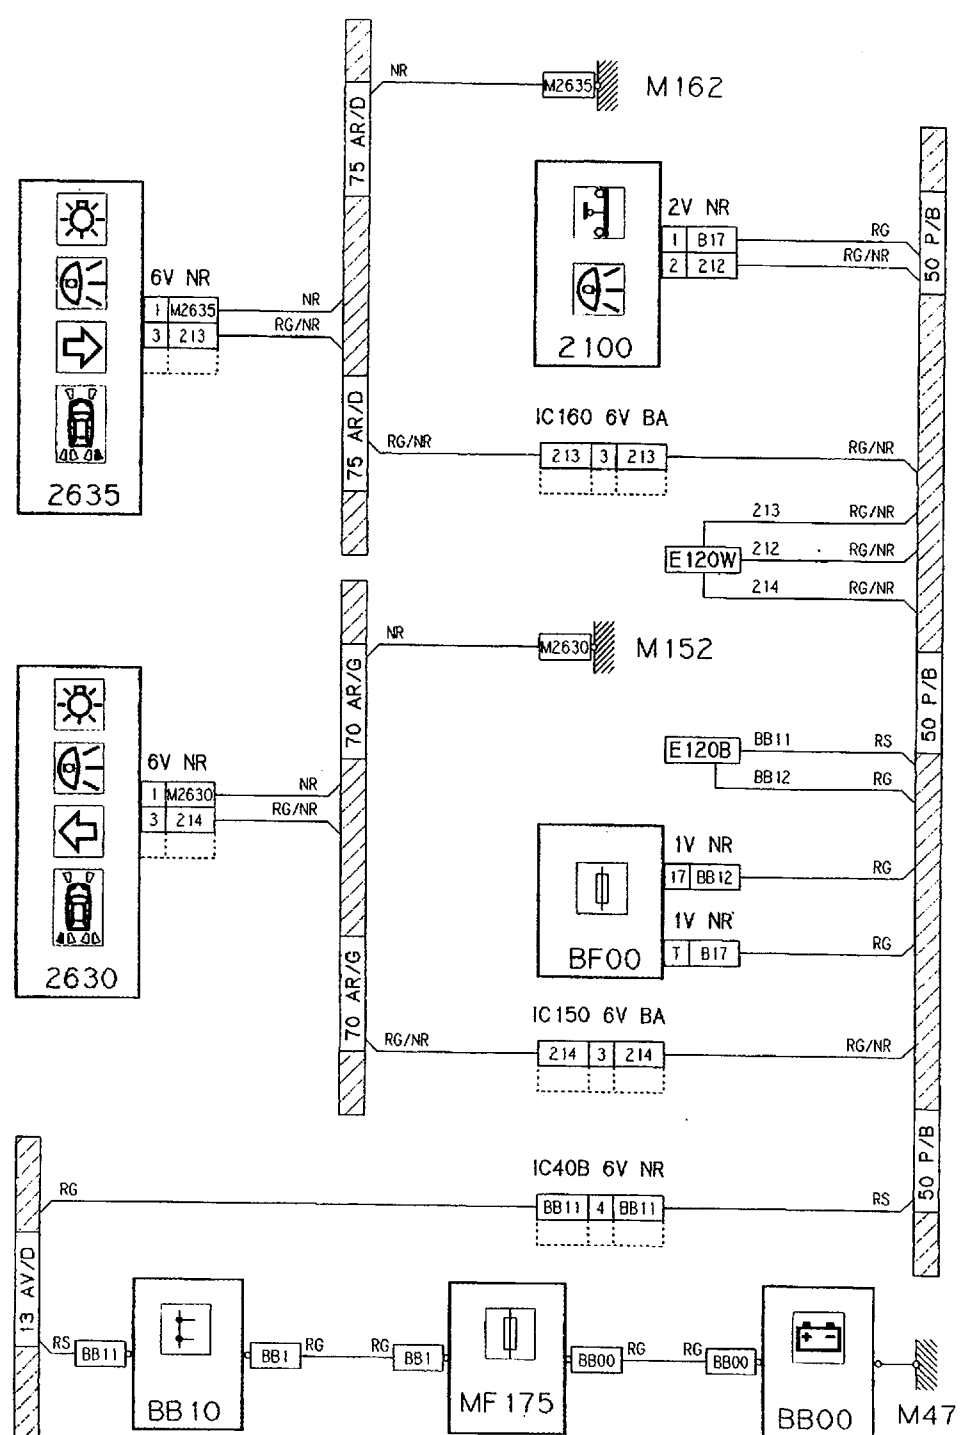 NR
M2635
M162
75 AR/D
2V NR
1 B17
RG
2 212
RG/NR
50 P/B
2100
6V NR
1 M2635
NR
3 213
RG/NR
2635
75 AR/D
RG/NR
IC160 6V BA
213 3 213
RG/NR
213
RG/NR
E120W
212
RG/NR
214
RG/NR
NR
M2630
M152
70 AR/G
50 P/B
E120B
BB11
RS
BB12
RG
6V NR
1 M2630
NR
3 214
RG/NR
2630
1V NR
17 BB12
RG
1V NR
T B17
RG
BF00
70 AR/G
RG/NR
IC150 6V BA
214 3 214
RG/NR
50 P/B
RG
IC40B 6V NR
BB11 4 BB11
RS
13 AV/D
RS
BB11
BB10
BB1
RG
RG
BB1
MF175
BB00
RG
RG
BB00
+ -
BB00
M47